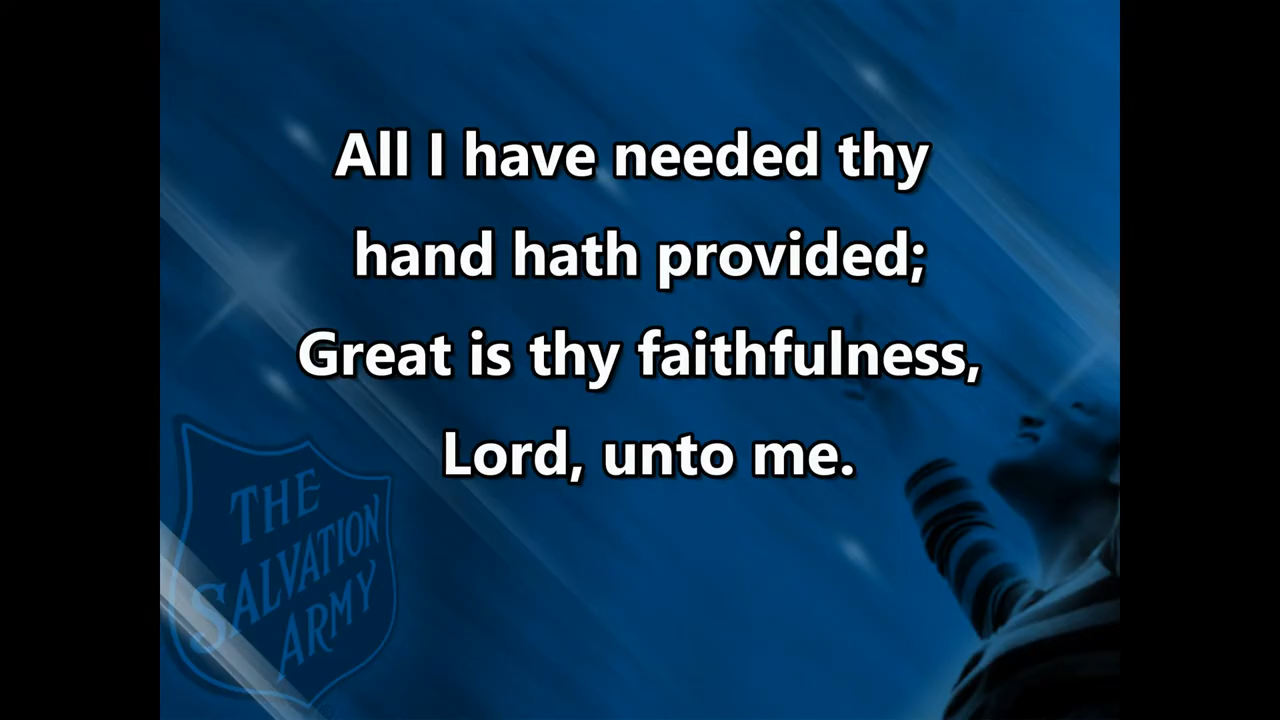 All I have needed thy
hand hath provided;
Great is thy faithfulness,
Lord, unto me.
THE
SALVATION
ARMY